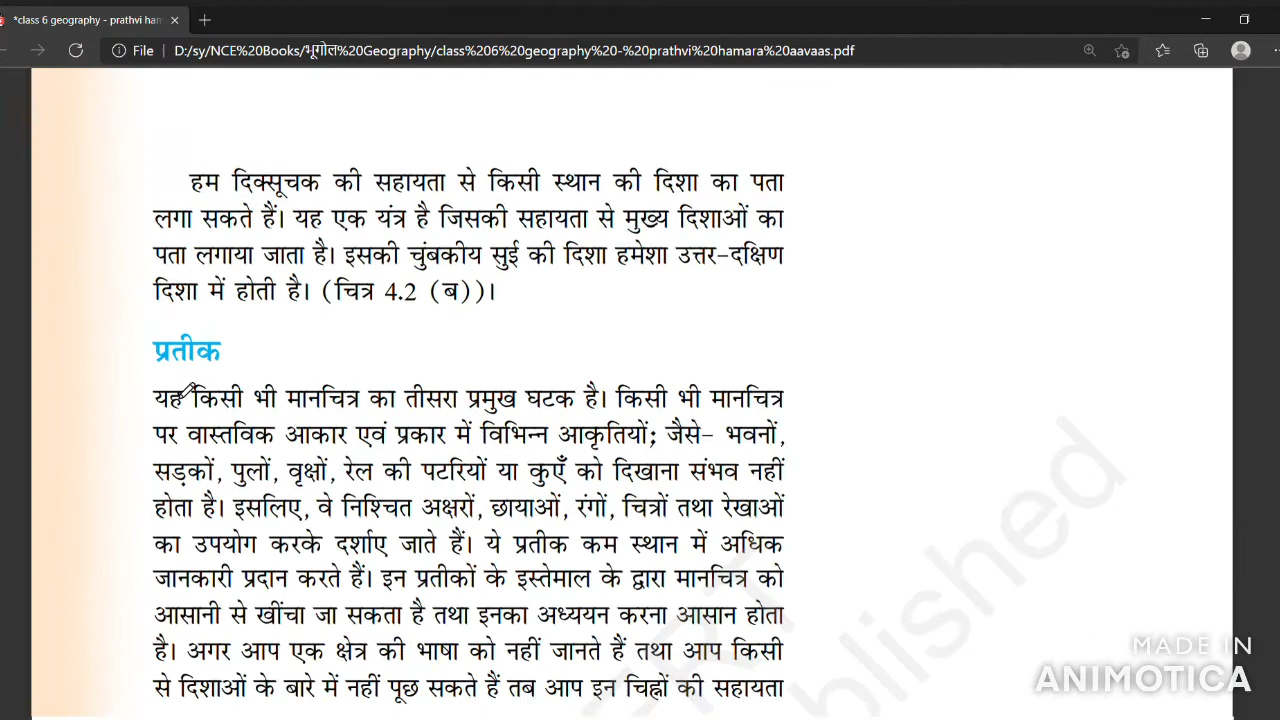 *class 6 geography - prathvi ham
File D:/sy/NCE%20Books/भूगोल%20Geography/class%206%20geography%20-%20prathvi%20hamara%20aavaas.pdf
हम दिक्सूचक की सहायता से किसी स्थान की दिशा का पता
लगा सकते हैं। यह एक यंत्र है जिसकी सहायता से मुख्य दिशाओं का
पता लगाया जाता है। इसकी चुंबकीय सुई की दिशा हमेशा उत्तर-दक्षिण
दिशा में होती है। (चित्र 4.2 (ब))।
प्रतीक
यह किसी भी मानचित्र का तीसरा प्रमुख घटक है। किसी भी मानचित्र
पर वास्तविक आकार एवं प्रकार में विभिन्न आकृतियों; जैसे- भवनों,
सड़कों, पुलों, वृक्षों, रेल की पटरियों या कुएँ को दिखाना संभव नहीं
होता है। इसलिए, वे निश्चित अक्षरों, छायाओं, रंगों, चित्रों तथा रेखाओं
का उपयोग करके दर्शाए जाते हैं। ये प्रतीक कम स्थान में अधिक
जानकारी प्रदान करते हैं। इन प्रतीकों के इस्तेमाल के द्वारा मानचित्र को
आसानी से खींचा जा सकता है तथा इनका अध्ययन करना आसान होता
है। अगर आप एक क्षेत्र की भाषा को नहीं जानते हैं तथा आप किसी
से दिशाओं के बारे में नहीं पूछ सकते हैं तब आप इन चिह्नों की सहायता
MADE IN
ANIMOTICA